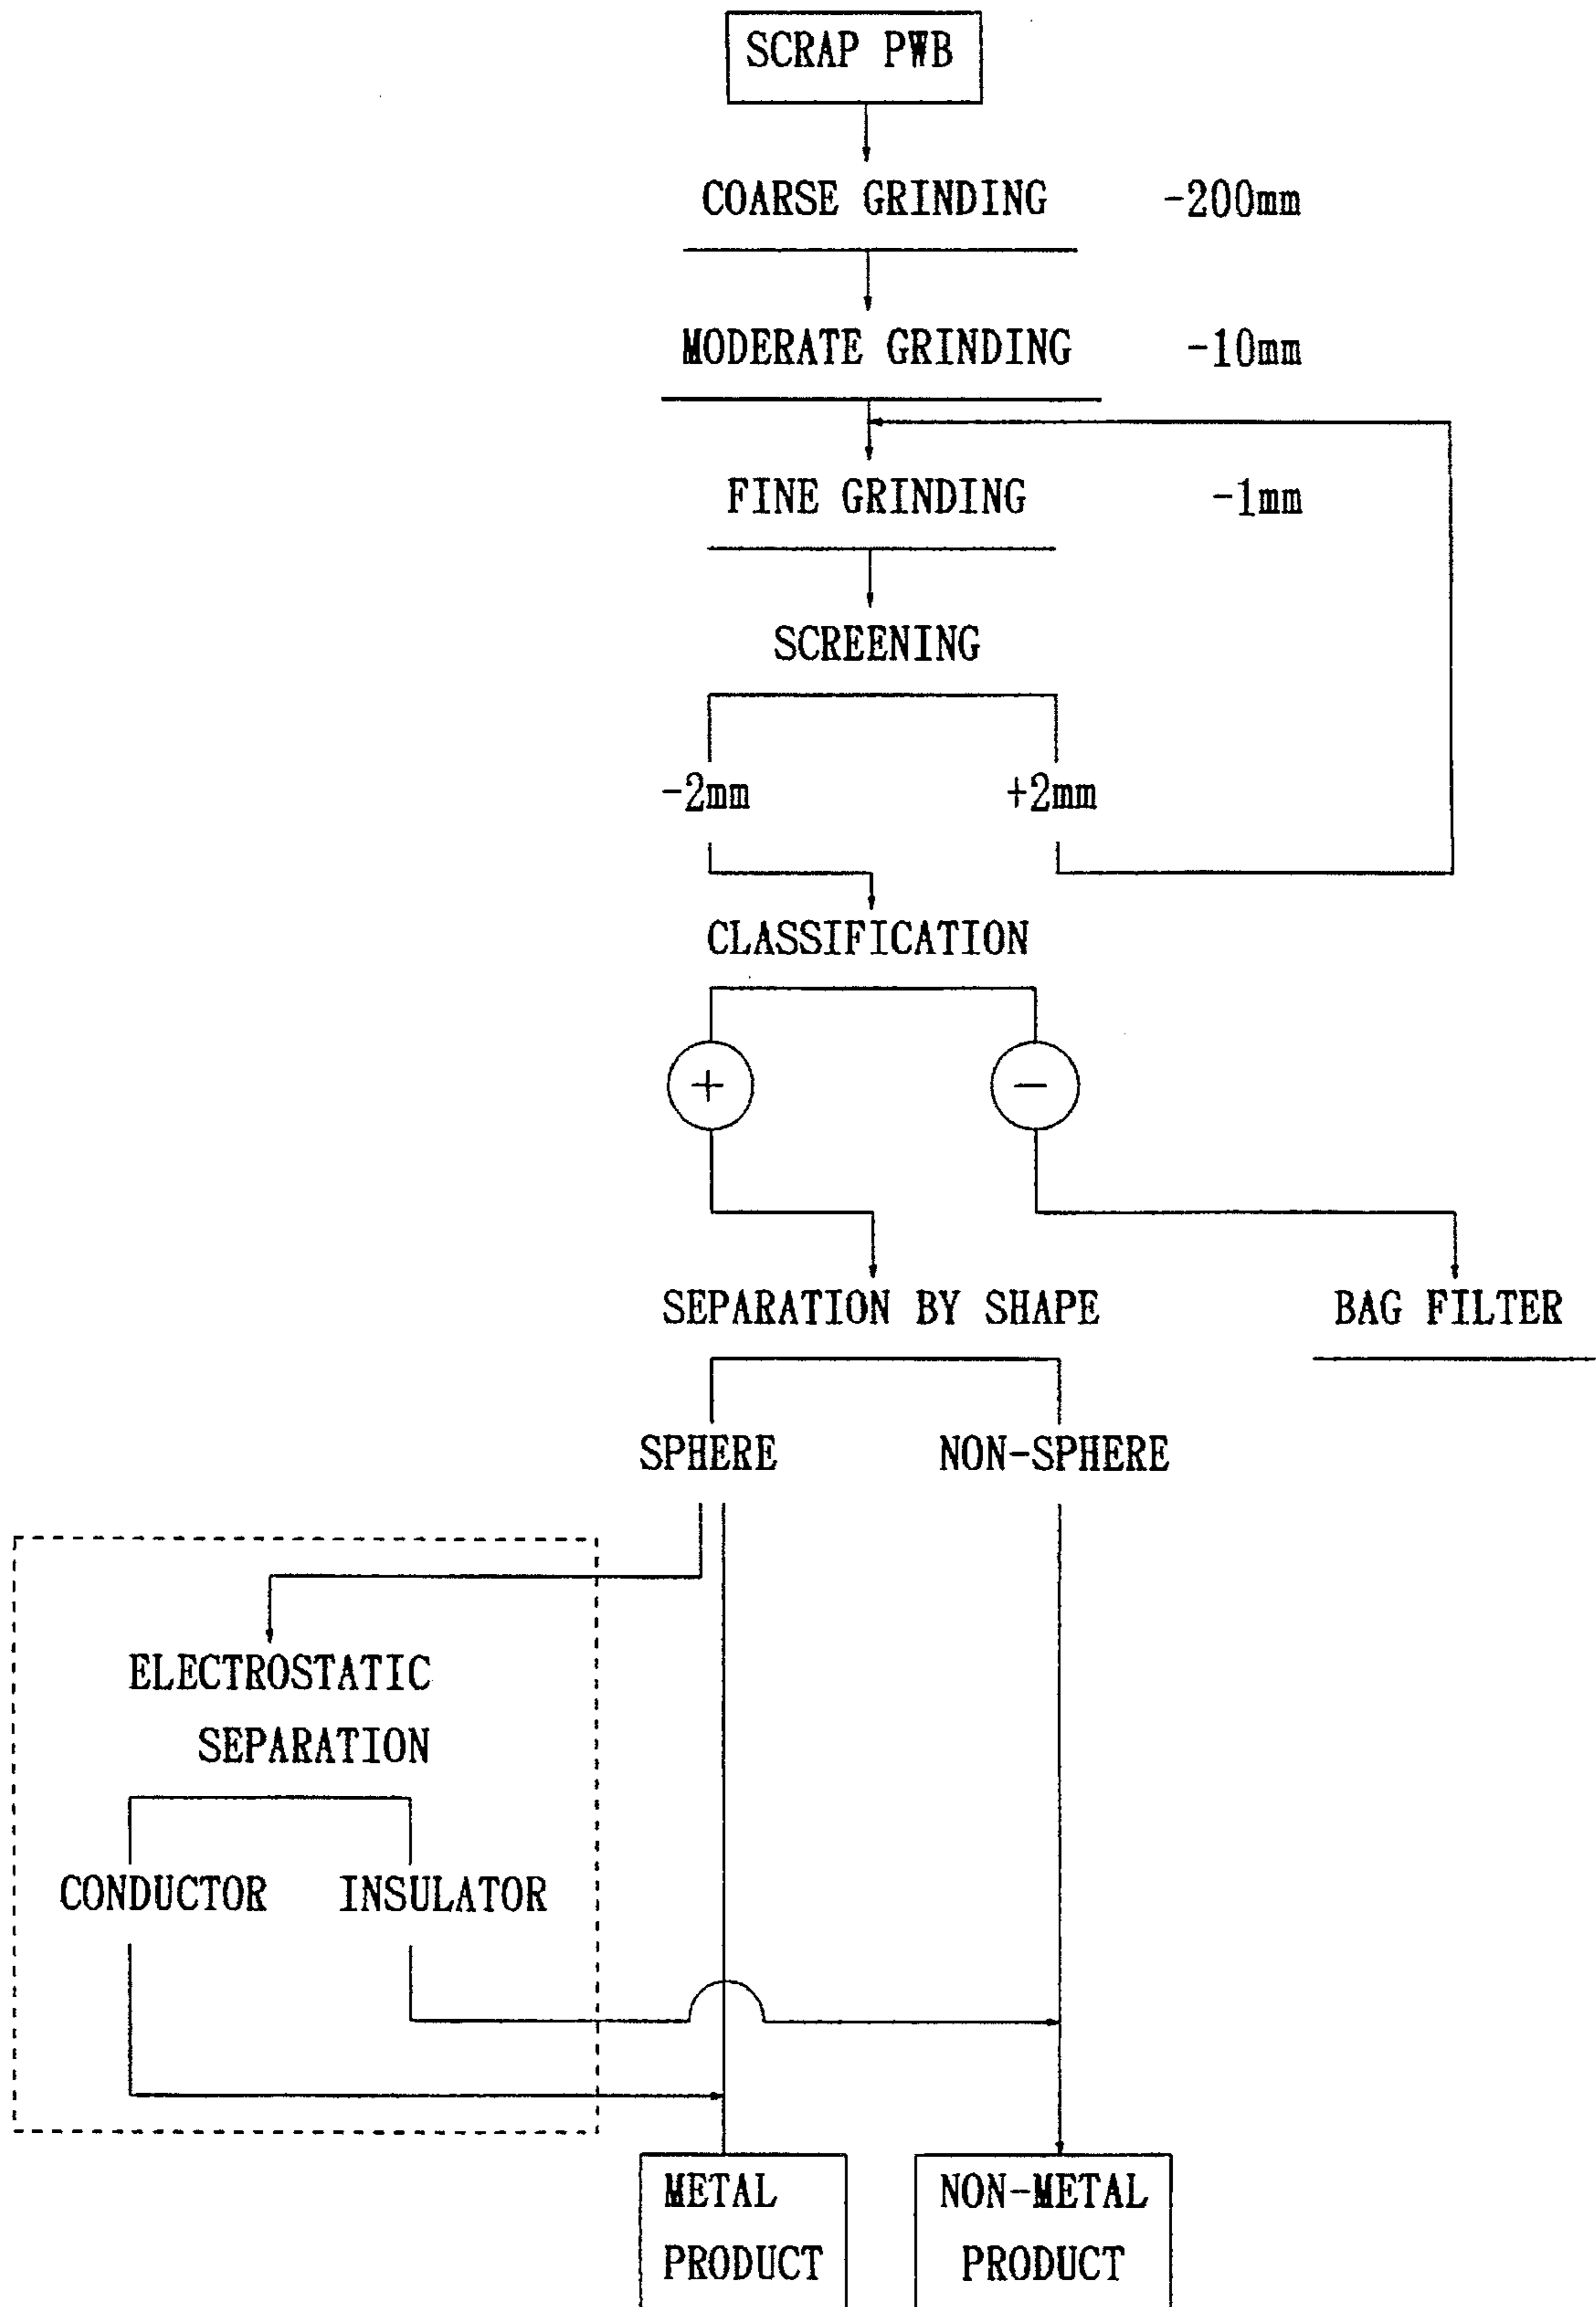 SCRAP PWB
COARSE GRINDING -200mm
MODERATE GRINDING -10mm
FINE GRINDING -1mm
SCREENING
-2mm +2mm
CLASSIFICATION
+ −
SEPARATION BY SHAPE BAG FILTER
SPHERE NON-SPHERE
ELECTROSTATIC
SEPARATION
CONDUCTOR INSULATOR
METAL
PRODUCT
NON-METAL
PRODUCT